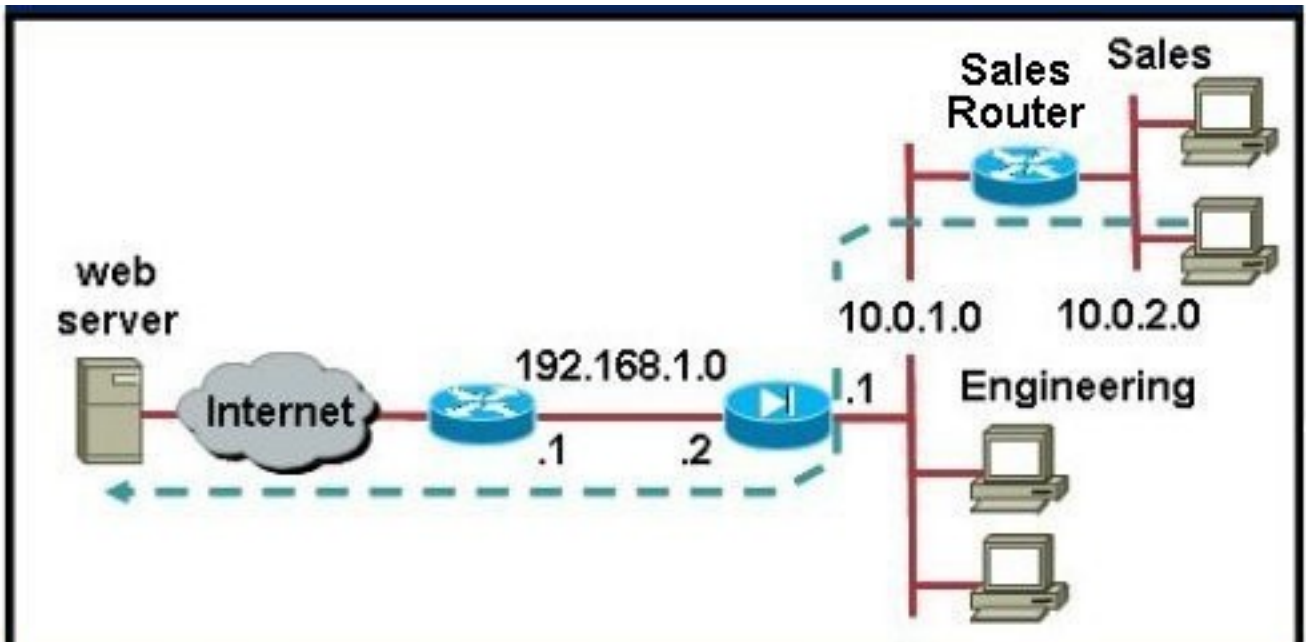 Sales
Sales
Router
10.0.1.0
10.0.2.0
web
server
192.168.1.0
Internet
.1
.2
.1
Engineering